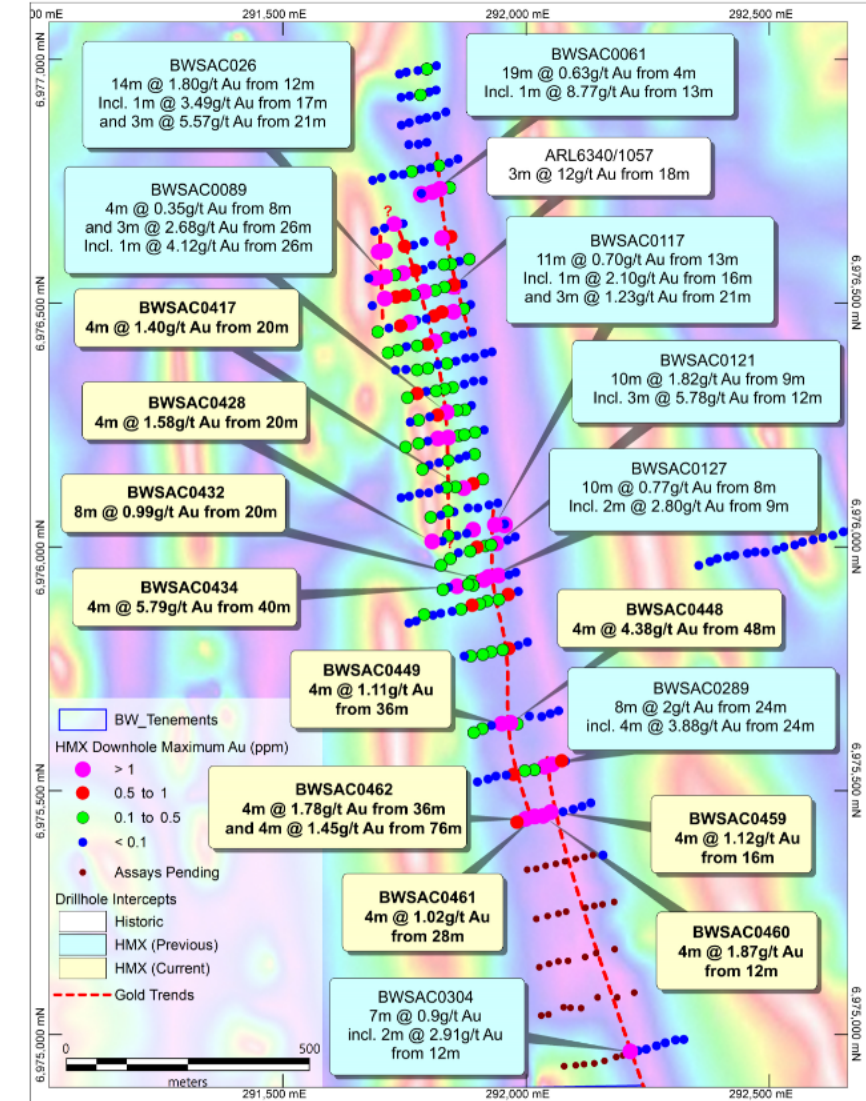 00 mE
291,500 mE
292,000 mE
292,500 mE
6,977,000 mN
BWSAC026
14m @ 1.80g/t Au from 12m
Incl. 1m @ 3.49g/t Au from 17m
and 3m @ 5.57g/t Au from 21m
BWSAC0061
19m @ 0.63g/t Au from 4m
Incl. 1m @ 8.77g/t Au from 13m
ARL6340/1057
3m @ 12g/t Au from 18m
BWSAC0089
4m @ 0.35g/t Au from 8m
and 3m @ 2.68g/t Au from 26m
Incl. 1m @ 4.12g/t Au from 26m
?
BWSAC0117
11m @ 0.70g/t Au from 13m
Incl. 1m @ 2.10g/t Au from 16m
and 3m @ 1.23g/t Au from 21m
6,976,500 mN
6,976,500 mN
BWSAC0417
4m @ 1.40g/t Au from 20m
BWSAC0121
10m @ 1.82g/t Au from 9m
Incl. 3m @ 5.78g/t Au from 12m
BWSAC0428
4m @ 1.58g/t Au from 20m
BWSAC0127
10m @ 0.77g/t Au from 8m
Incl. 2m @ 2.80g/t Au from 9m
BWSAC0432
8m @ 0.99g/t Au from 20m
6,976,000 mN
6,976,000 mN
BWSAC0434
4m @ 5.79g/t Au from 40m
BWSAC0448
4m @ 4.38g/t Au from 48m
BWSAC0449
4m @ 1.11g/t Au
from 36m
BWSAC0289
8m @ 2g/t Au from 24m
incl. 4m @ 3.88g/t Au from 24m
6,975,500 mN
6,975,500 mN
BWSAC0462
4m @ 1.78g/t Au from 36m
and 4m @ 1.45g/t Au from 76m
BWSAC0459
4m @ 1.12g/t Au
from 16m
BWSAC0461
4m @ 1.02g/t Au
from 28m
BWSAC0460
4m @ 1.87g/t Au
from 12m
BWSAC0304
7m @ 0.9g/t Au
incl. 2m @ 2.91g/t Au
from 12m
6,975,000 mN
6,975,000 mN
BW_Tenements
HMX Downhole Maximum Au (ppm)
> 1
0.5 to 1
0.1 to 0.5
< 0.1
Assays Pending
Drillhole Intercepts
Historic
HMX (Previous)
HMX (Current)
Gold Trends
0
500
meters
291,500 mE
292,000 mE
292,500 mE